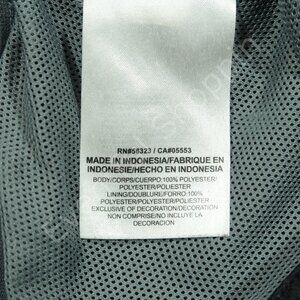 RN#56323 / CA#05553
MADE IN INDONESIA/FABRIQUE EN
INDONESIE/HECHO EN INDONESIA
BODY/CORPS/CUERPO:100% POLYESTER/
POLYESTER/POLIESTER
LINING/DOUBLURE/FORRO:100%
POLYESTER/POLYESTER/POLIESTER
EXCLUSIVE OF DECORATION/DECORATION
NON COMPRISE/NO INCLUYE LA
DECORACION